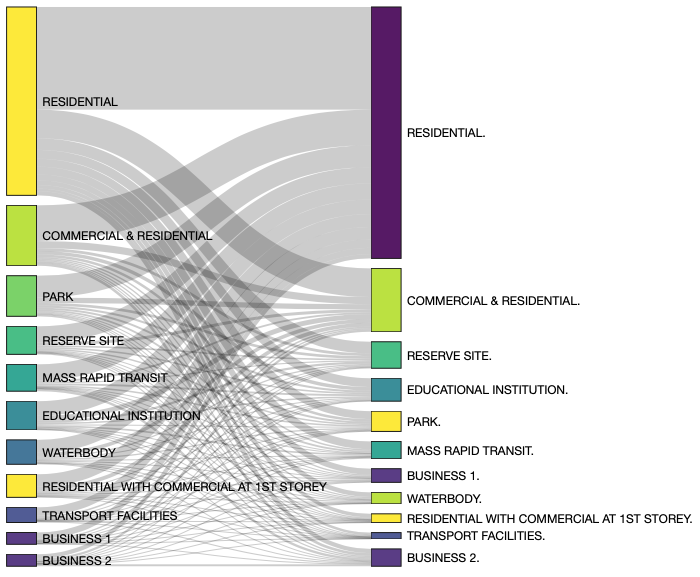 RESIDENTIAL
COMMERCIAL & RESIDENTIAL
PARK
RESERVE SITE
MASS RAPID TRANSIT
EDUCATIONAL INSTITUTION
WATERBODY
RESIDENTIAL WITH COMMERCIAL AT 1ST STOREY
TRANSPORT FACILITIES
BUSINESS 1
BUSINESS 2
RESIDENTIAL.
COMMERCIAL & RESIDENTIAL.
RESERVE SITE.
EDUCATIONAL INSTITUTION.
PARK.
MASS RAPID TRANSIT.
BUSINESS 1.
WATERBODY.
RESIDENTIAL WITH COMMERCIAL AT 1ST STOREY.
TRANSPORT FACILITIES.
BUSINESS 2.